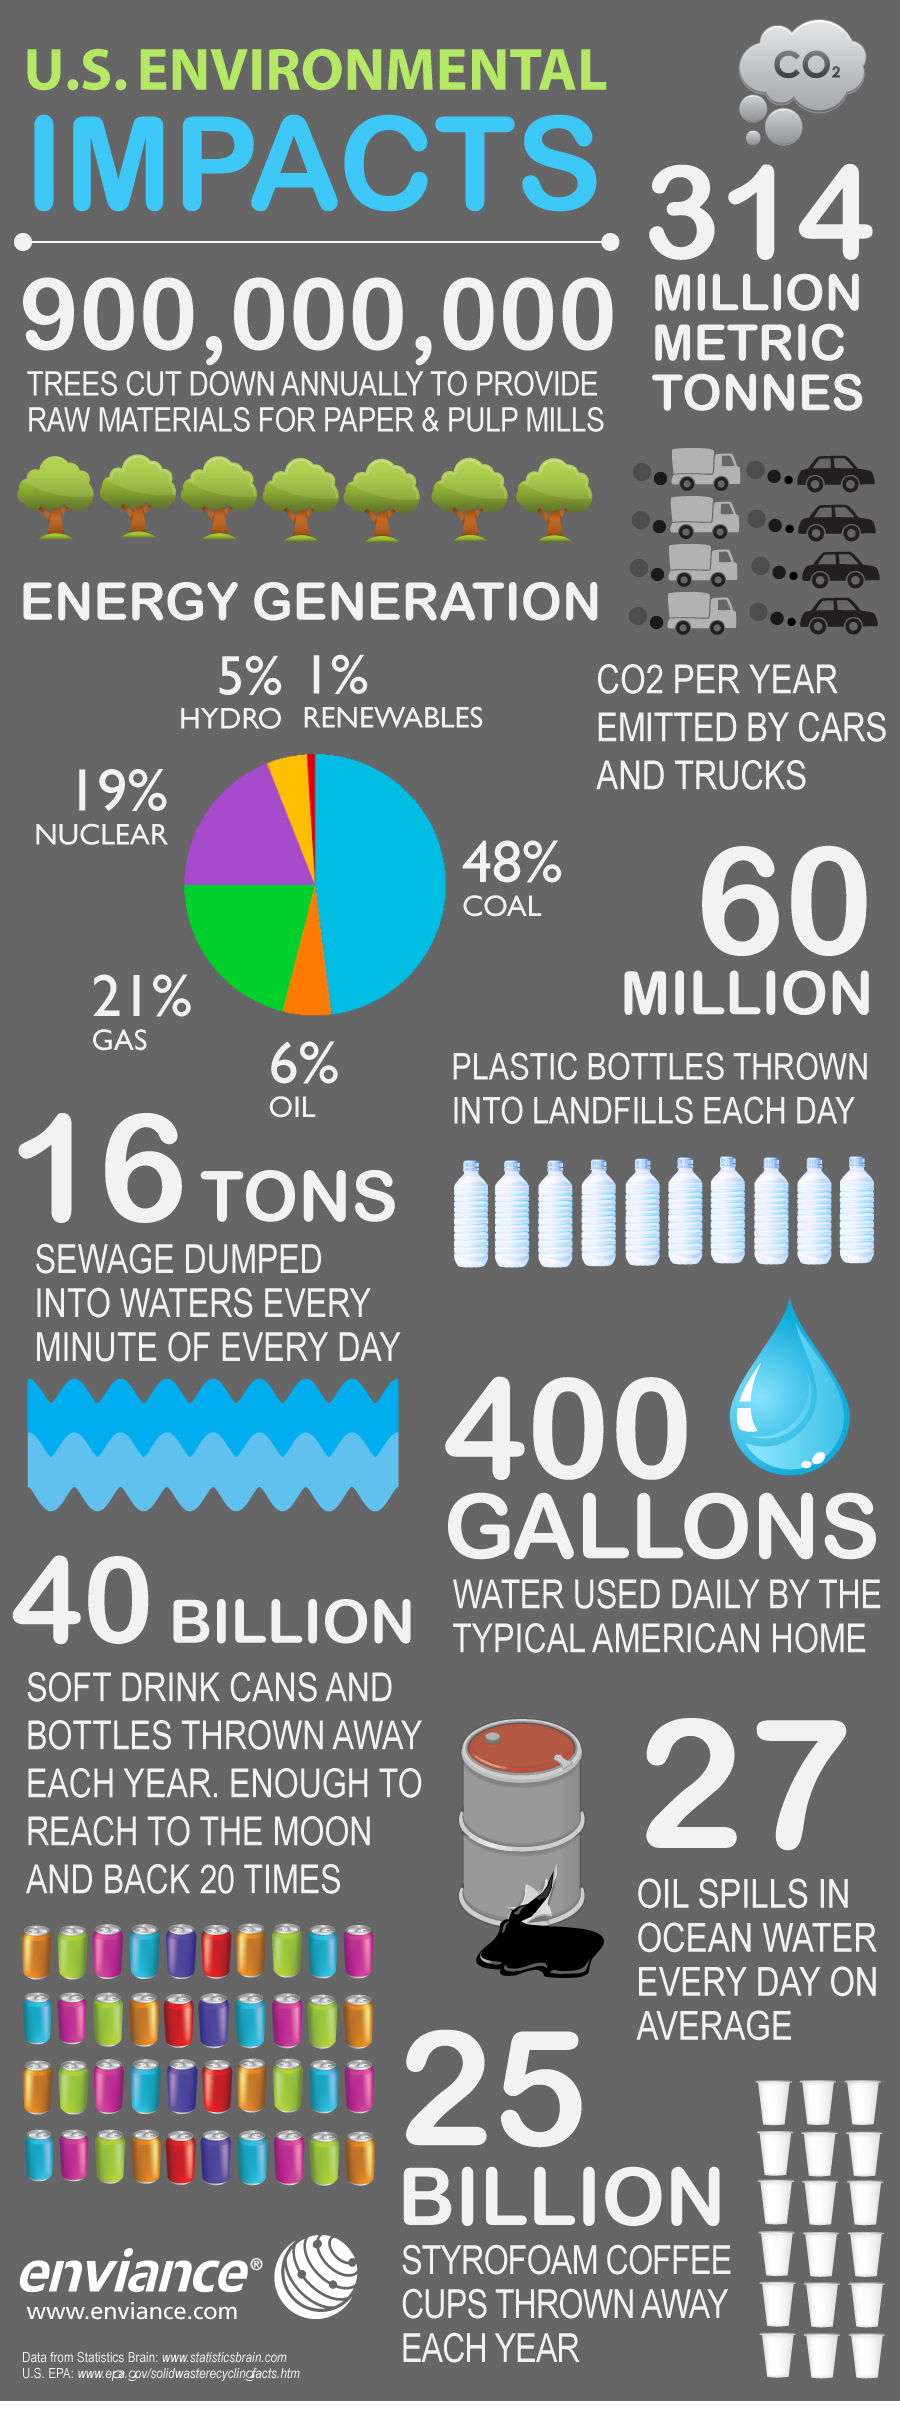 CO2
U.S. ENVIRONMENTAL
IMPACTS
900,000,000
TREES CUT DOWN ANNUALLY TO PROVIDE
RAW MATERIALS FOR PAPER & PULP MILLS
314
MILLION
METRIC
TONNES
CO2 PER YEAR
EMITTED BY CARS
AND TRUCKS
ENERGY GENERATION
5%
HYDRO
1%
RENEWABLES
19%
NUCLEAR
48%
COAL
21%
GAS
6%
OIL
60
MILLION
PLASTIC BOTTLES THROWN
INTO LANDFILLS EACH DAY
16 TONS
SEWAGE DUMPED
INTO WATERS EVERY
MINUTE OF EVERY DAY
400
GALLONS
WATER USED DAILY BY THE
TYPICAL AMERICAN HOME
40 BILLION
SOFT DRINK CANS AND
BOTTLES THROWN AWAY
EACH YEAR. ENOUGH TO
REACH TO THE MOON
AND BACK 20 TIMES
27
OIL SPILLS IN
OCEAN WATER
EVERY DAY ON
AVERAGE
25
BILLION
STYROFOAM COFFEE
CUPS THROWN AWAY
EACH YEAR
enviance®
www.enviance.com
Data from Statistics Brain: www.statisticsbrain.com
U.S. EPA: www.epa.gov/solidwasterecyclingfacts.htm